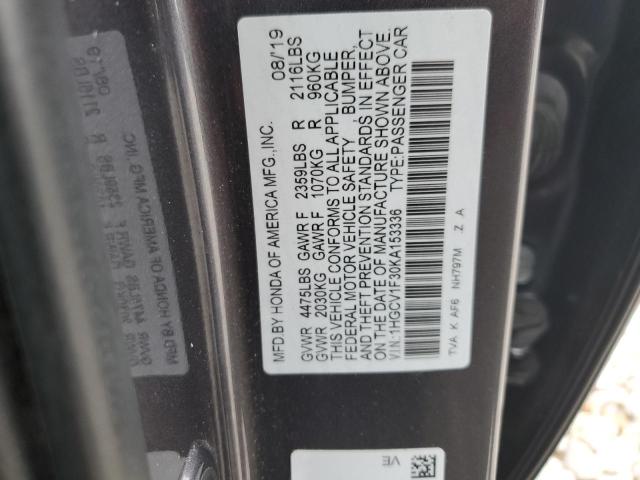 MFD.BY HONDA OF AMERICA MFG.,INC. 08/19
GVWR 4475LBS GAWR F 2359LBS R 2116LBS
GVWR 2030KG GAWR F 1070KG R 960KG
THIS VEHICLE CONFORMS TO ALL APPLICABLE
FEDERAL MOTOR VEHICLE SAFETY , BUMPER,
AND THEFT PREVENTION STANDARDS IN EFFECT
ON THE DATE OF MANUFACTURE SHOWN ABOVE.
VIN:1HGCV1F30KA153336 TYPE:PASSENGER CAR
TVA K AF6 NH797M Z A
VE